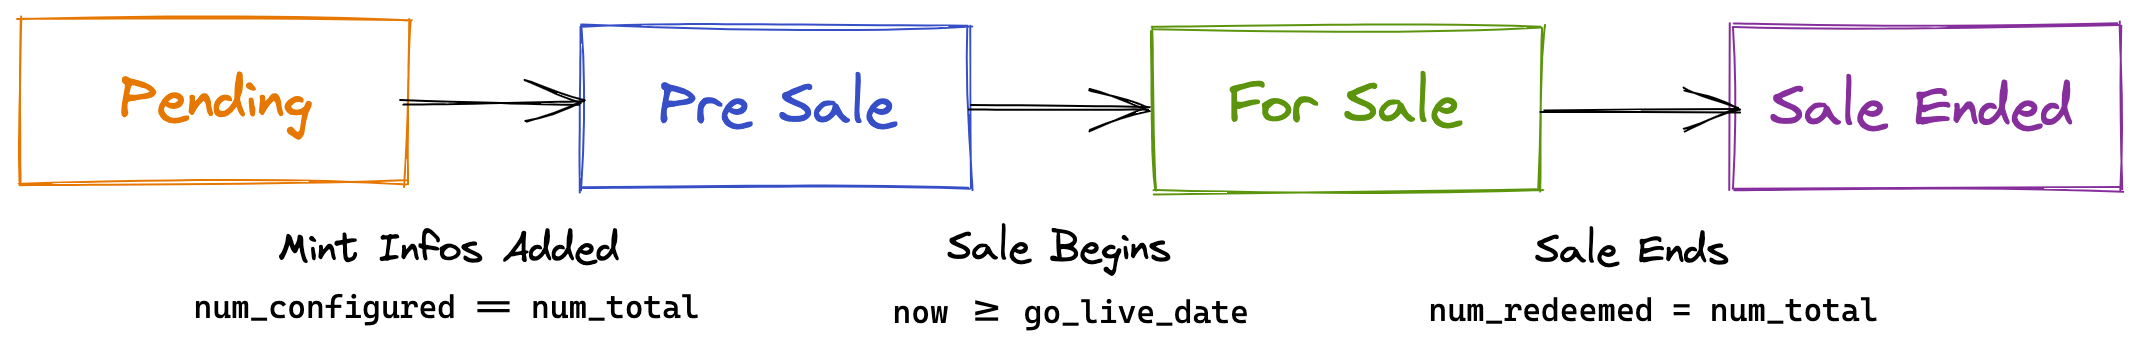 Pending
Pre Sale
For Sale
Sale Ended
Mint Infos Added
num_configured == num_total
Sale Begins
now ≥ go_live_date
Sale Ends
num_redeemed = num_total